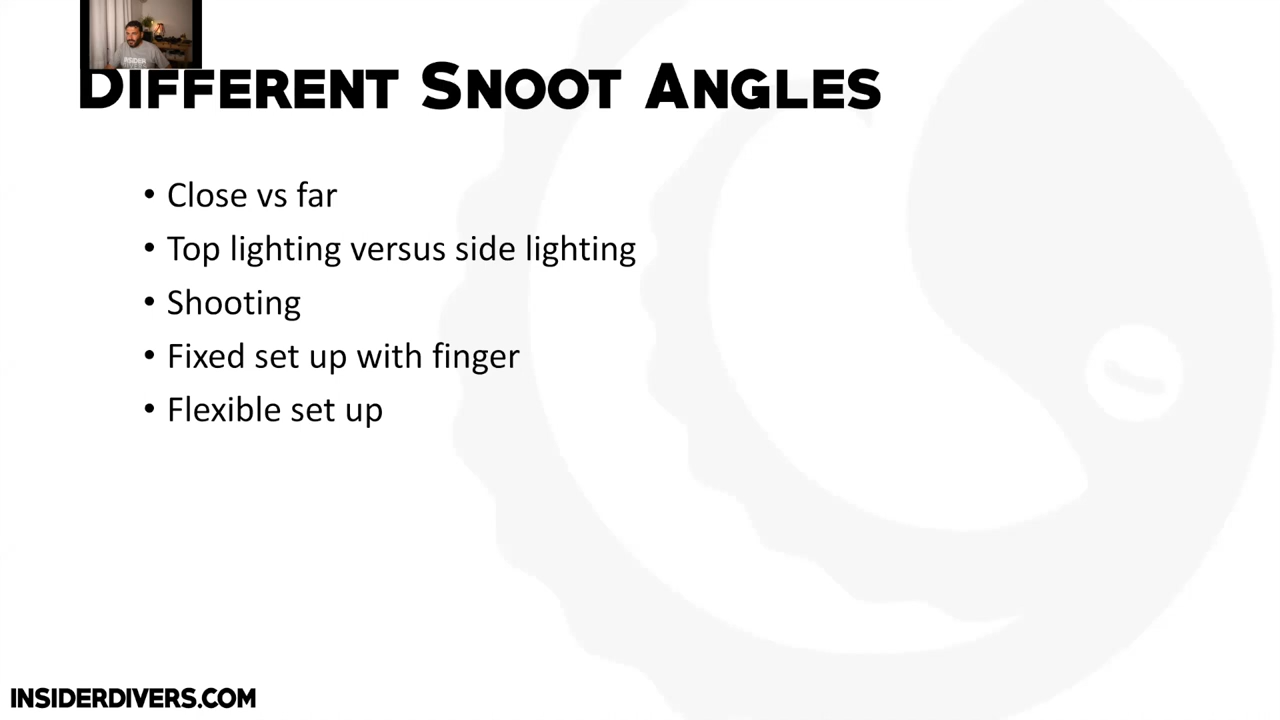 DIFFERENT SNOOT ANGLES
• Close vs far
• Top lighting versus side lighting
• Shooting
• Fixed set up with finger
• Flexible set up
INSIDERDIVERS.COM